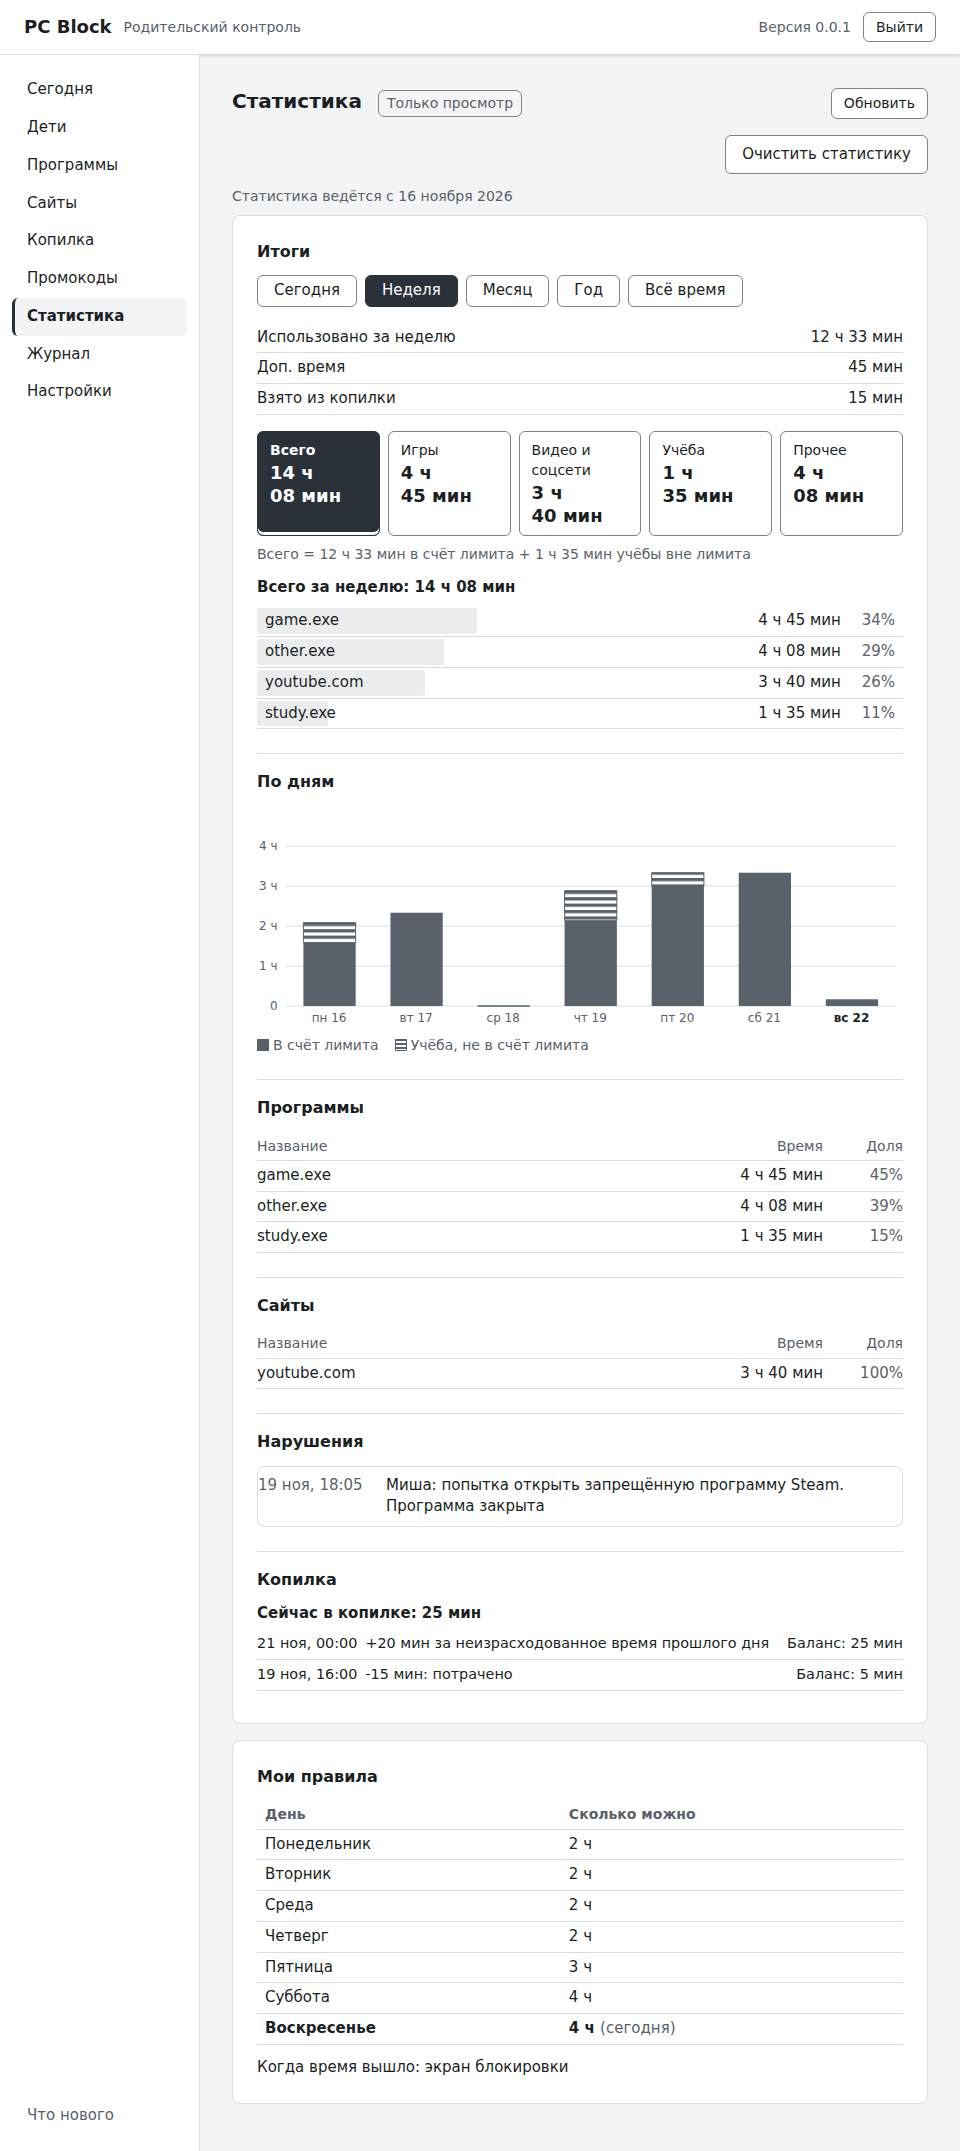 PC Block Родительский контроль Версия 0.0.1 Выйти
Сегодня
Дети
Программы
Сайты
Копилка
Промокоды
Статистика
Журнал
Настройки
Что нового
Статистика Только просмотр Обновить
Очистить статистику
Статистика ведётся с 16 ноября 2026
Итоги
Сегодня Неделя Месяц Год Всё время
Использовано за неделю 12 ч 33 мин
Доп. время 45 мин
Взято из копилки 15 мин
Всего
14 ч
08 мин
Игры
4 ч
45 мин
Видео и
соцсети
3 ч
40 мин
Учёба
1 ч
35 мин
Прочее
4 ч
08 мин
Всего = 12 ч 33 мин в счёт лимита + 1 ч 35 мин учёбы вне лимита
Всего за неделю: 14 ч 08 мин
game.exe 4 ч 45 мин 34%
other.exe 4 ч 08 мин 29%
youtube.com 3 ч 40 мин 26%
study.exe 1 ч 35 мин 11%
По дням
4 ч
3 ч
2 ч
1 ч
0
пн 16 вт 17 ср 18 чт 19 пт 20 сб 21 вс 22
В счёт лимита Учёба, не в счёт лимита
Программы
Название Время Доля
game.exe 4 ч 45 мин 45%
other.exe 4 ч 08 мин 39%
study.exe 1 ч 35 мин 15%
Сайты
Название Время Доля
youtube.com 3 ч 40 мин 100%
Нарушения
19 ноя, 18:05 Миша: попытка открыть запрещённую программу Steam.
Программа закрыта
Копилка
Сейчас в копилке: 25 мин
21 ноя, 00:00 +20 мин за неизрасходованное время прошлого дня Баланс: 25 мин
19 ноя, 16:00 -15 мин: потрачено Баланс: 5 мин
Мои правила
День Сколько можно
Понедельник 2 ч
Вторник 2 ч
Среда 2 ч
Четверг 2 ч
Пятница 3 ч
Суббота 4 ч
Воскресенье 4 ч (сегодня)
Когда время вышло: экран блокировки